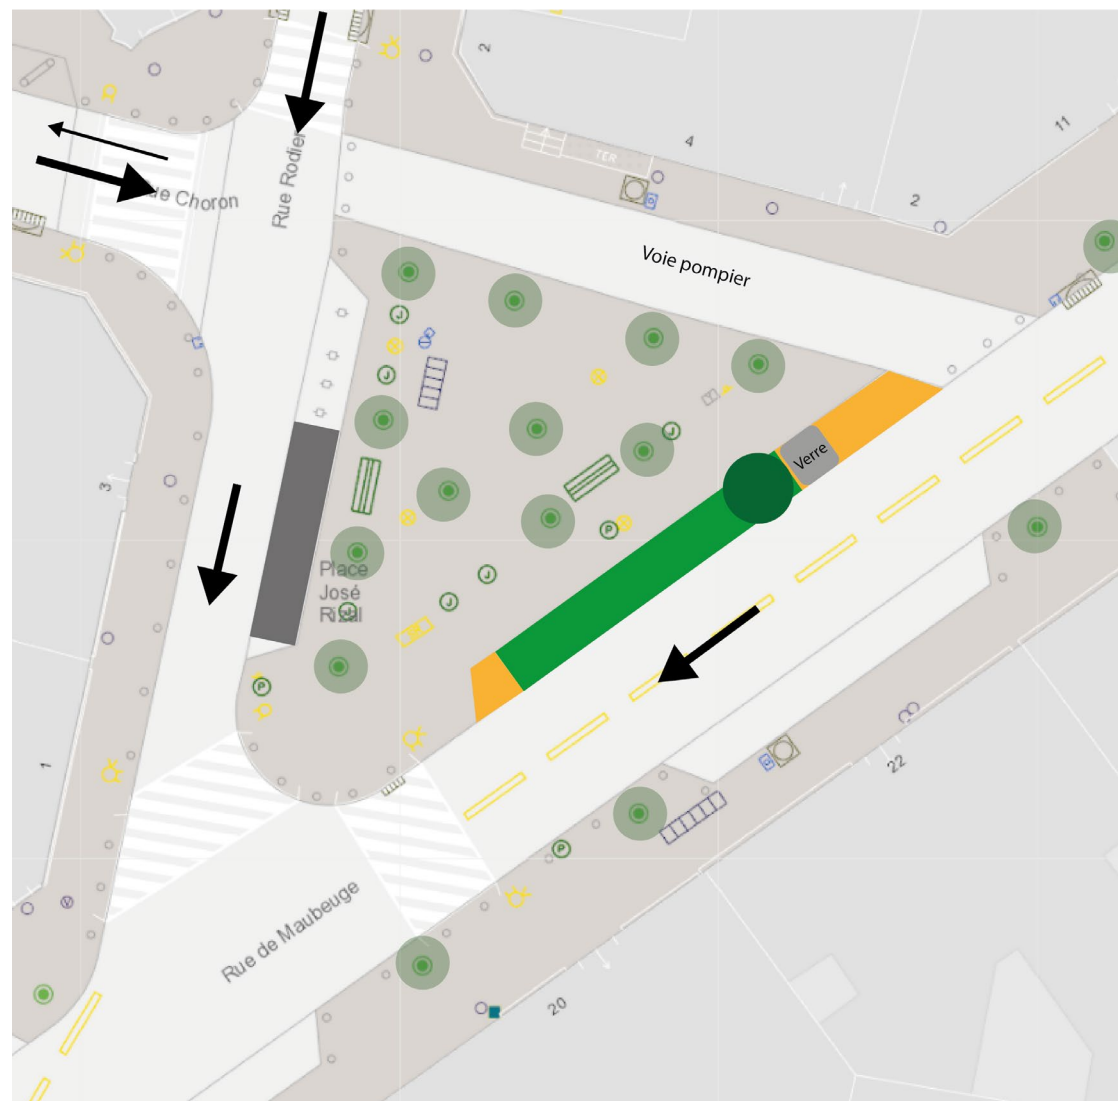 2
4
11
TER
2
Rue Rodier
ue Choron
Voie pompier
J
J
J
Verre
3
P
Place
José
Rizal
J
J
J
P
1
22
P
Rue de Maubeuge
20